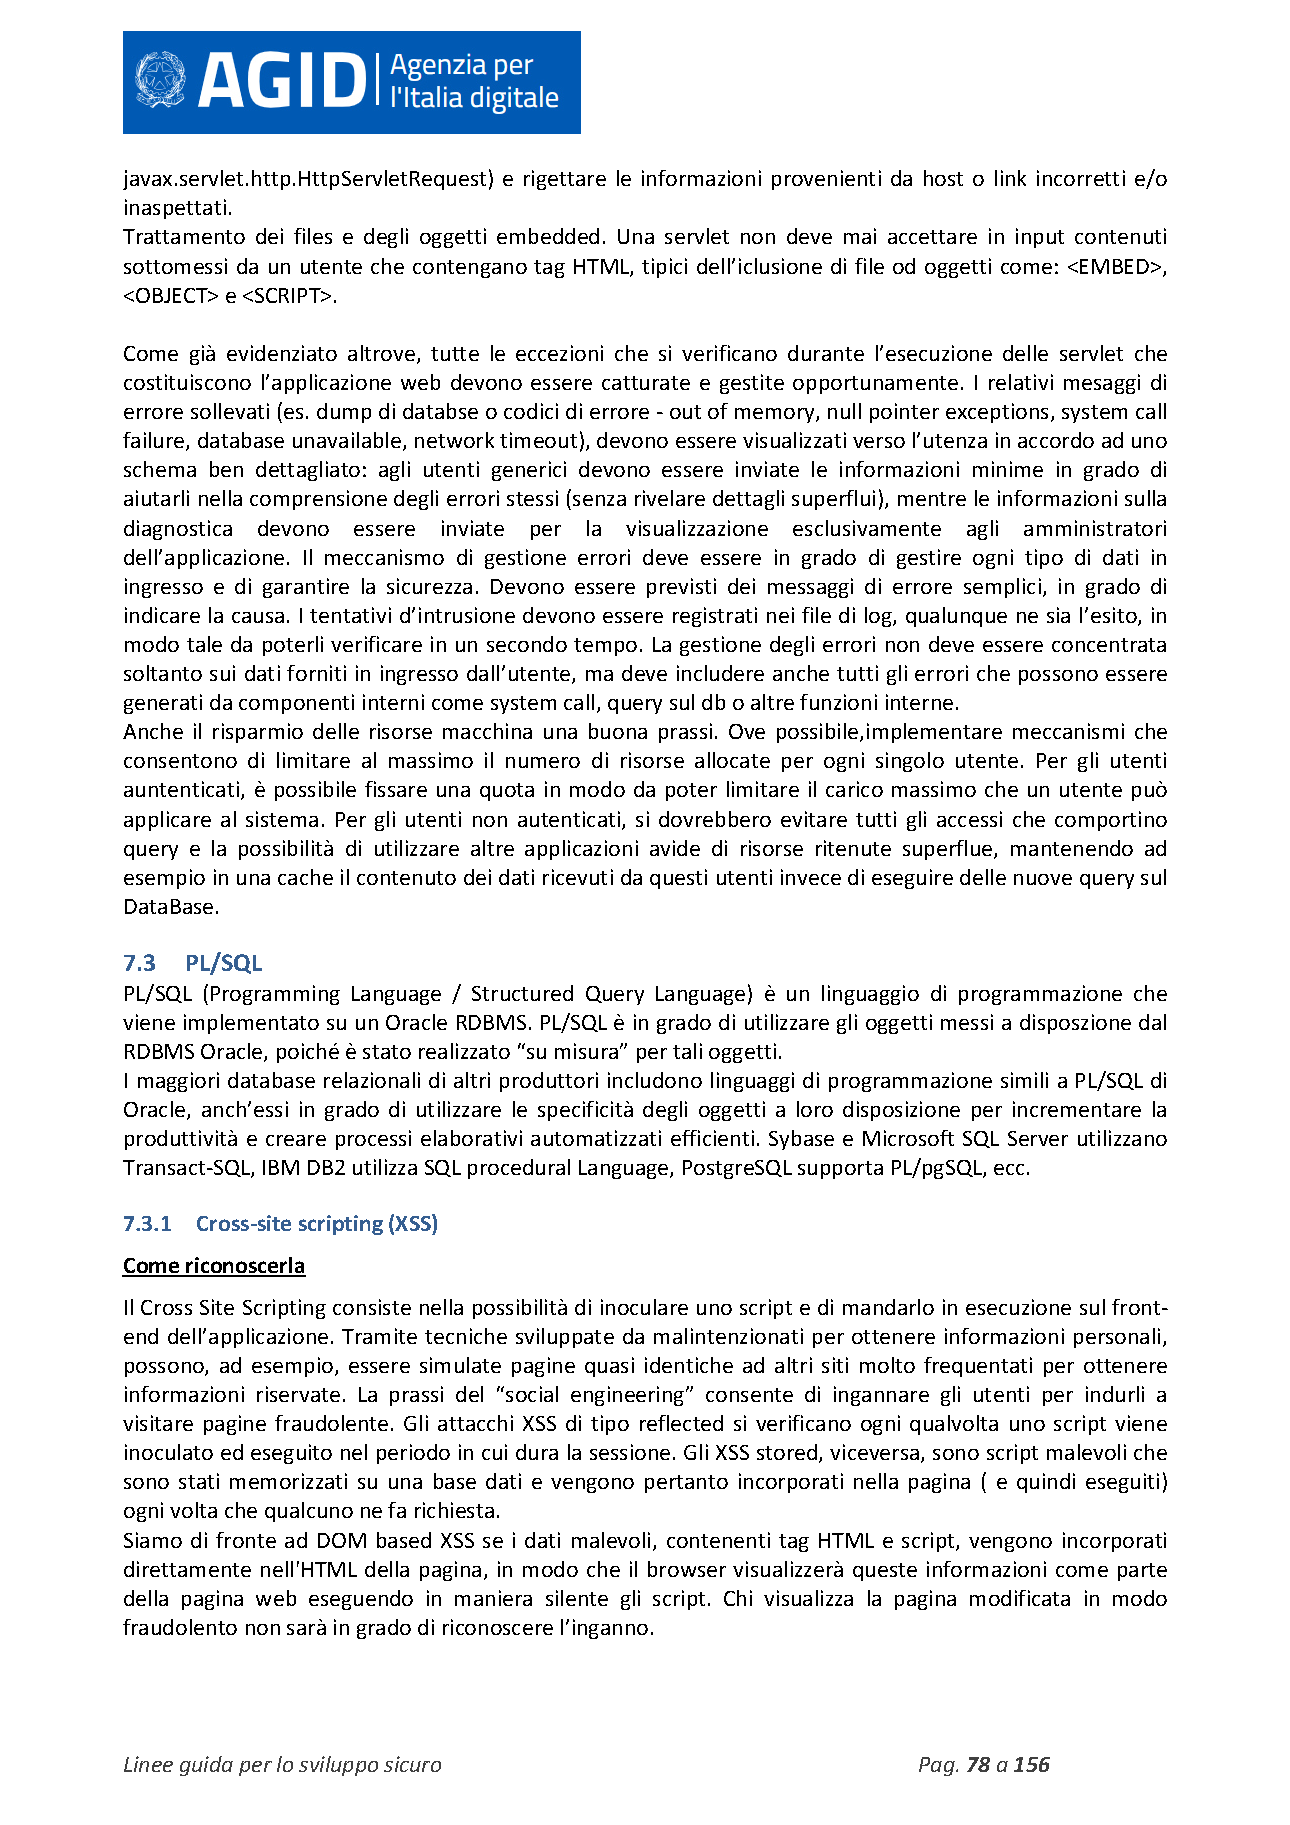 AGID Agenzia per
l'Italia digitale
javax.servlet.http.HttpServletRequest) e rigettare le informazioni provenienti da host o link incorretti e/o
inaspettati.
Trattamento dei files e degli oggetti embedded. Una servlet non deve mai accettare in input contenuti
sottomessi da un utente che contengano tag HTML, tipici dell’iclusione di file od oggetti come: <EMBED>,
<OBJECT> e <SCRIPT>.
Come già evidenziato altrove, tutte le eccezioni che si verificano durante l’esecuzione delle servlet che
costituiscono l’applicazione web devono essere catturate e gestite opportunamente. I relativi mesaggi di
errore sollevati (es. dump di databse o codici di errore - out of memory, null pointer exceptions, system call
failure, database unavailable, network timeout), devono essere visualizzati verso l’utenza in accordo ad uno
schema ben dettagliato: agli utenti generici devono essere inviate le informazioni minime in grado di
aiutarli nella comprensione degli errori stessi (senza rivelare dettagli superflui), mentre le informazioni sulla
diagnostica devono essere inviate per la visualizzazione esclusivamente agli amministratori
dell’applicazione. Il meccanismo di gestione errori deve essere in grado di gestire ogni tipo di dati in
ingresso e di garantire la sicurezza. Devono essere previsti dei messaggi di errore semplici, in grado di
indicare la causa. I tentativi d’intrusione devono essere registrati nei file di log, qualunque ne sia l’esito, in
modo tale da poterli verificare in un secondo tempo. La gestione degli errori non deve essere concentrata
soltanto sui dati forniti in ingresso dall’utente, ma deve includere anche tutti gli errori che possono essere
generati da componenti interni come system call, query sul db o altre funzioni interne.
Anche il risparmio delle risorse macchina una buona prassi. Ove possibile,implementare meccanismi che
consentono di limitare al massimo il numero di risorse allocate per ogni singolo utente. Per gli utenti
auntenticati, è possibile fissare una quota in modo da poter limitare il carico massimo che un utente può
applicare al sistema. Per gli utenti non autenticati, si dovrebbero evitare tutti gli accessi che comportino
query e la possibilità di utilizzare altre applicazioni avide di risorse ritenute superflue, mantenendo ad
esempio in una cache il contenuto dei dati ricevuti da questi utenti invece di eseguire delle nuove query sul
DataBase.
7.3 PL/SQL
PL/SQL (Programming Language / Structured Query Language) è un linguaggio di programmazione che
viene implementato su un Oracle RDBMS. PL/SQL è in grado di utilizzare gli oggetti messi a disposzione dal
RDBMS Oracle, poiché è stato realizzato “su misura” per tali oggetti.
I maggiori database relazionali di altri produttori includono linguaggi di programmazione simili a PL/SQL di
Oracle, anch’essi in grado di utilizzare le specificità degli oggetti a loro disposizione per incrementare la
produttività e creare processi elaborativi automatizzati efficienti. Sybase e Microsoft SQL Server utilizzano
Transact-SQL, IBM DB2 utilizza SQL procedural Language, PostgreSQL supporta PL/pgSQL, ecc.
7.3.1 Cross-site scripting (XSS)
Come riconoscerla
Il Cross Site Scripting consiste nella possibilità di inoculare uno script e di mandarlo in esecuzione sul front-
end dell’applicazione. Tramite tecniche sviluppate da malintenzionati per ottenere informazioni personali,
possono, ad esempio, essere simulate pagine quasi identiche ad altri siti molto frequentati per ottenere
informazioni riservate. La prassi del “social engineering” consente di ingannare gli utenti per indurli a
visitare pagine fraudolente. Gli attacchi XSS di tipo reflected si verificano ogni qualvolta uno script viene
inoculato ed eseguito nel periodo in cui dura la sessione. Gli XSS stored, viceversa, sono script malevoli che
sono stati memorizzati su una base dati e vengono pertanto incorporati nella pagina ( e quindi eseguiti)
ogni volta che qualcuno ne fa richiesta.
Siamo di fronte ad DOM based XSS se i dati malevoli, contenenti tag HTML e script, vengono incorporati
direttamente nell'HTML della pagina, in modo che il browser visualizzerà queste informazioni come parte
della pagina web eseguendo in maniera silente gli script. Chi visualizza la pagina modificata in modo
fraudolento non sarà in grado di riconoscere l’inganno.
Linee guida per lo sviluppo sicuro Pag. 78 a 156